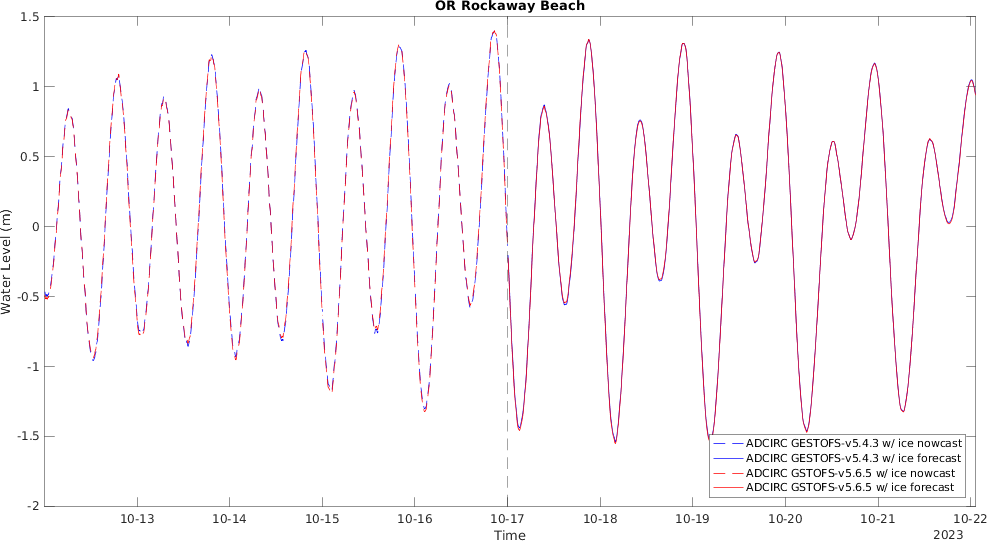 OR Rockaway Beach
1.5
1
0.5
0
-0.5
-1
-1.5
-2
Water Level (m)
10-13 10-14 10-15 10-16 10-17 10-18 10-19 10-20 10-21 10-22
Time
2023
ADCIRC GESTOFS-v5.4.3 w/ ice nowcast
ADCIRC GESTOFS-v5.4.3 w/ ice forecast
ADCIRC GSTOFS-v5.6.5 w/ ice nowcast
ADCIRC GSTOFS-v5.6.5 w/ ice forecast